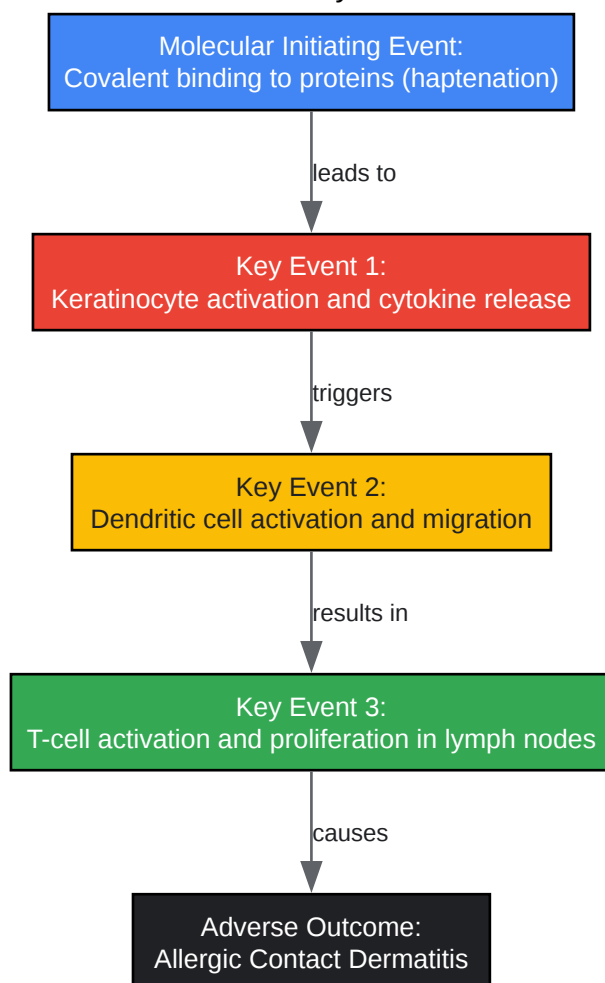 Molecular Initiating Event:
Covalent binding to proteins (haptenation)
leads to
Key Event 1:
Keratinocyte activation and cytokine release
triggers
Key Event 2:
Dendritic cell activation and migration
results in
Key Event 3:
T-cell activation and proliferation in lymph nodes
causes
Adverse Outcome:
Allergic Contact Dermatitis